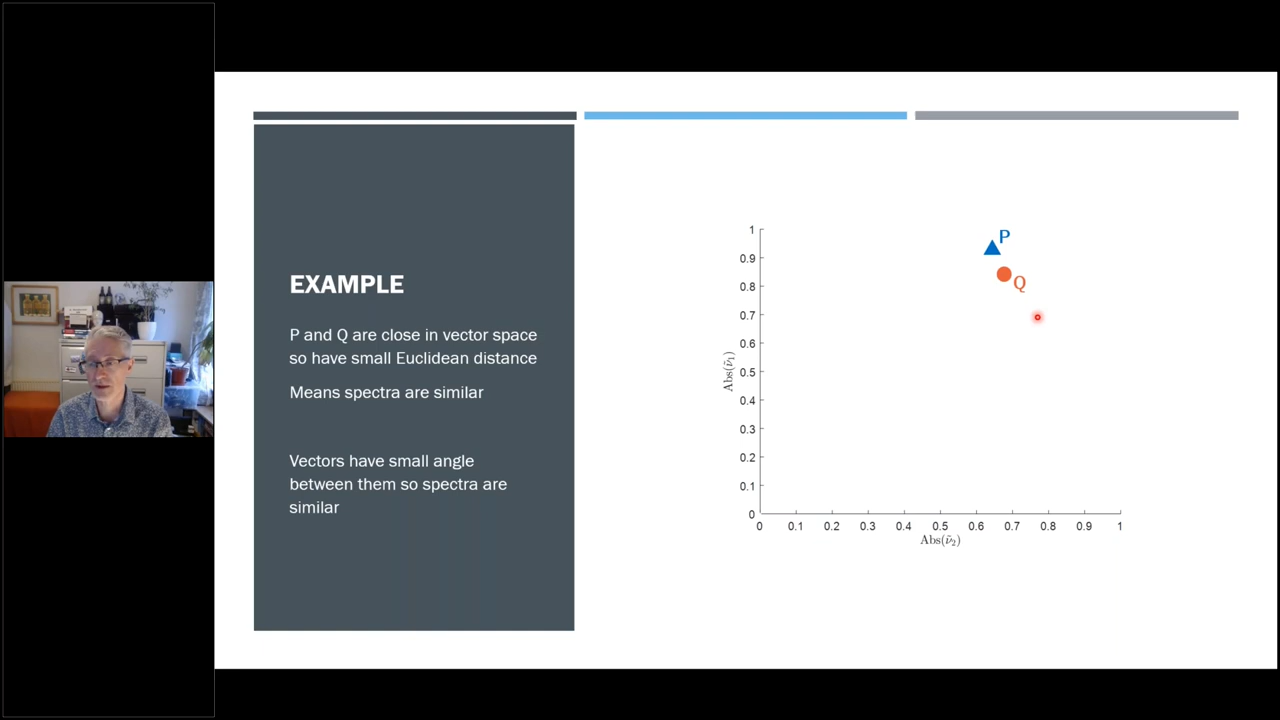 EXAMPLE
P and Q are close in vector space
so have small Euclidean distance
Means spectra are similar
Vectors have small angle
between them so spectra are
similar
P
Q
1
0.9
0.8
0.7
0.6
0.5
0.4
0.3
0.2
0.1
0
Abs(ν̃₁)
0 0.1 0.2 0.3 0.4 0.5 0.6 0.7 0.8 0.9 1
Abs(ν̃₂)